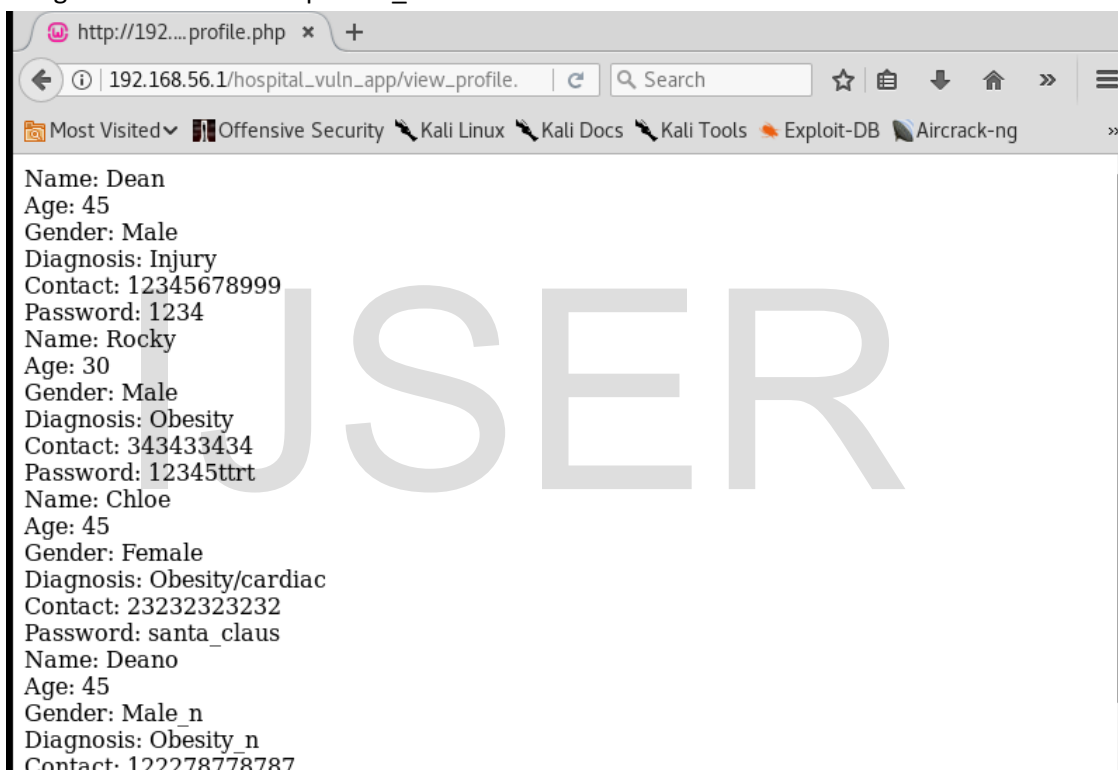 http://192....profile.php
192.168.56.1/hospital_vuln_app/view_profile.
Search
Most Visited
Offensive Security
Kali Linux
Kali Docs
Kali Tools
Exploit-DB
Aircrack-ng
Name: Dean
Age: 45
Gender: Male
Diagnosis: Injury
Contact: 12345678999
Password: 1234
Name: Rocky
Age: 30
Gender: Male
Diagnosis: Obesity
Contact: 343433434
Password: 12345ttrt
Name: Chloe
Age: 45
Gender: Female
Diagnosis: Obesity/cardiac
Contact: 23232323232
Password: santa_claus
Name: Deano
Age: 45
Gender: Male_n
Diagnosis: Obesity_n
Contact: 122278778787
IJSER